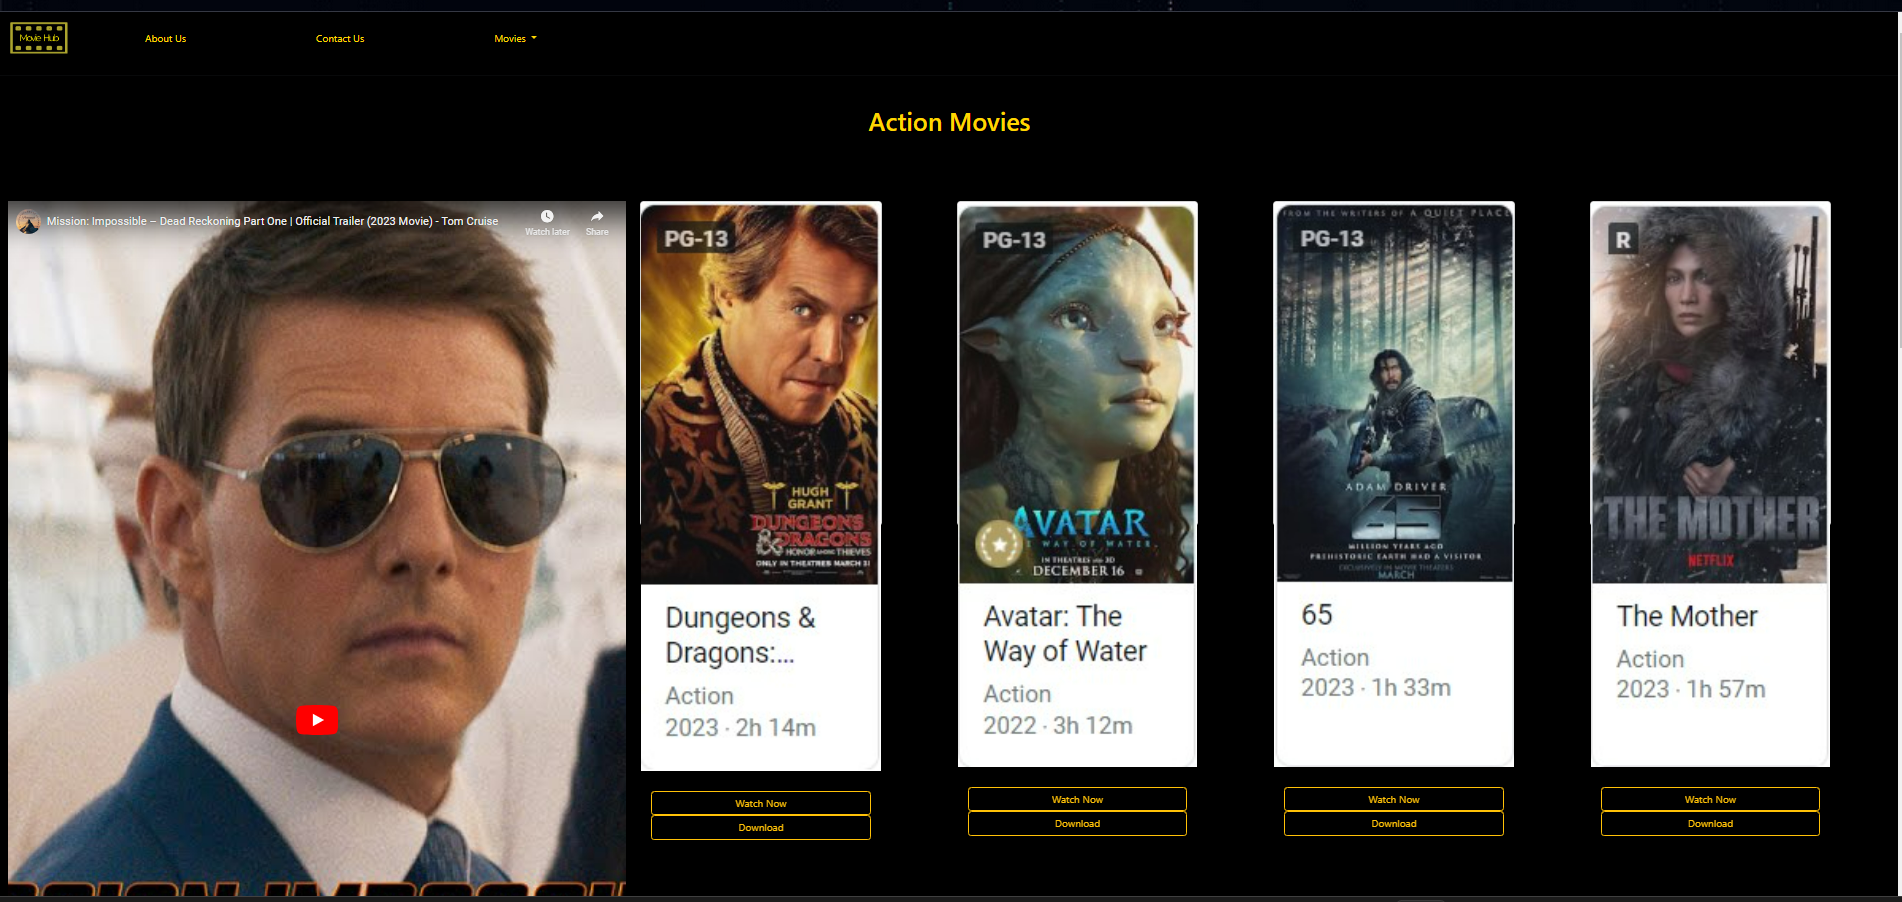 Movie Hub
About Us
Contact Us
Movies
Action Movies
Mission: Impossible – Dead Reckoning Part One | Official Trailer (2023 Movie) - Tom Cruise
Watch later
Share
PG-13
HUGH
GRANT
DUNGEONS
& DRAGONS
HONOR AMONG THIEVES
ONLY IN THEATRES MARCH 31
Dungeons &
Dragons:...
Action
2023 · 2h 14m
Watch Now
Download
PG-13
AVATAR
WAY OF WATER
IN THEATRES 3D
DECEMBER 16
Avatar: The
Way of Water
Action
2022 · 3h 12m
Watch Now
Download
FROM THE WRITERS OF A QUIET PLACE
PG-13
ADAM DRIVER
65
MILLION YEARS AGO
PREHISTORIC EARTH HAD A VISITOR
EXCLUSIVELY IN MOVIE THEATERS
MARCH
65
Action
2023 · 1h 33m
Watch Now
Download
R
THE MOTHER
NETFLIX
The Mother
Action
2023 · 1h 57m
Watch Now
Download